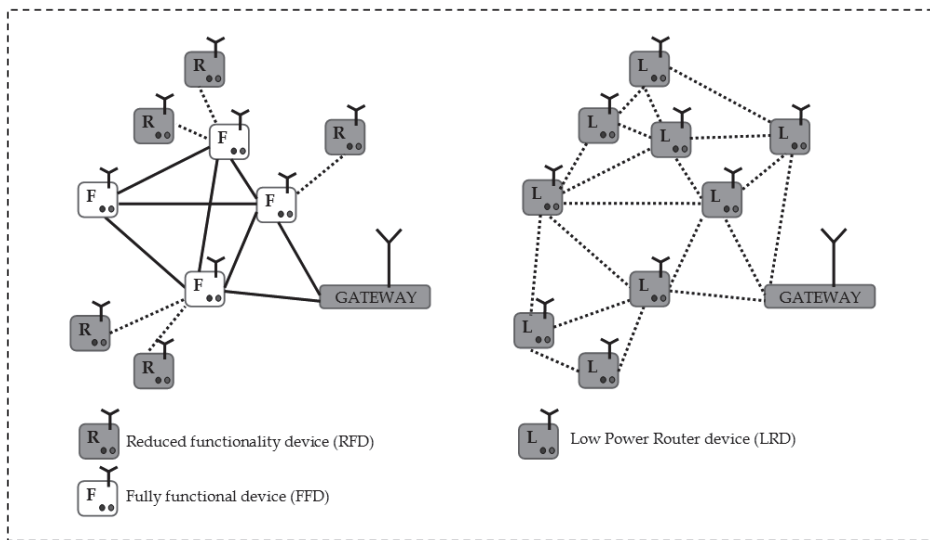 R
R
F
R
F
F
F
GATEWAY
R
R
L
L
L
L
L
L
L
GATEWAY
L
L
R Reduced functionality device (RFD)
F Fully functional device (FFD)
L Low Power Router device (LRD)